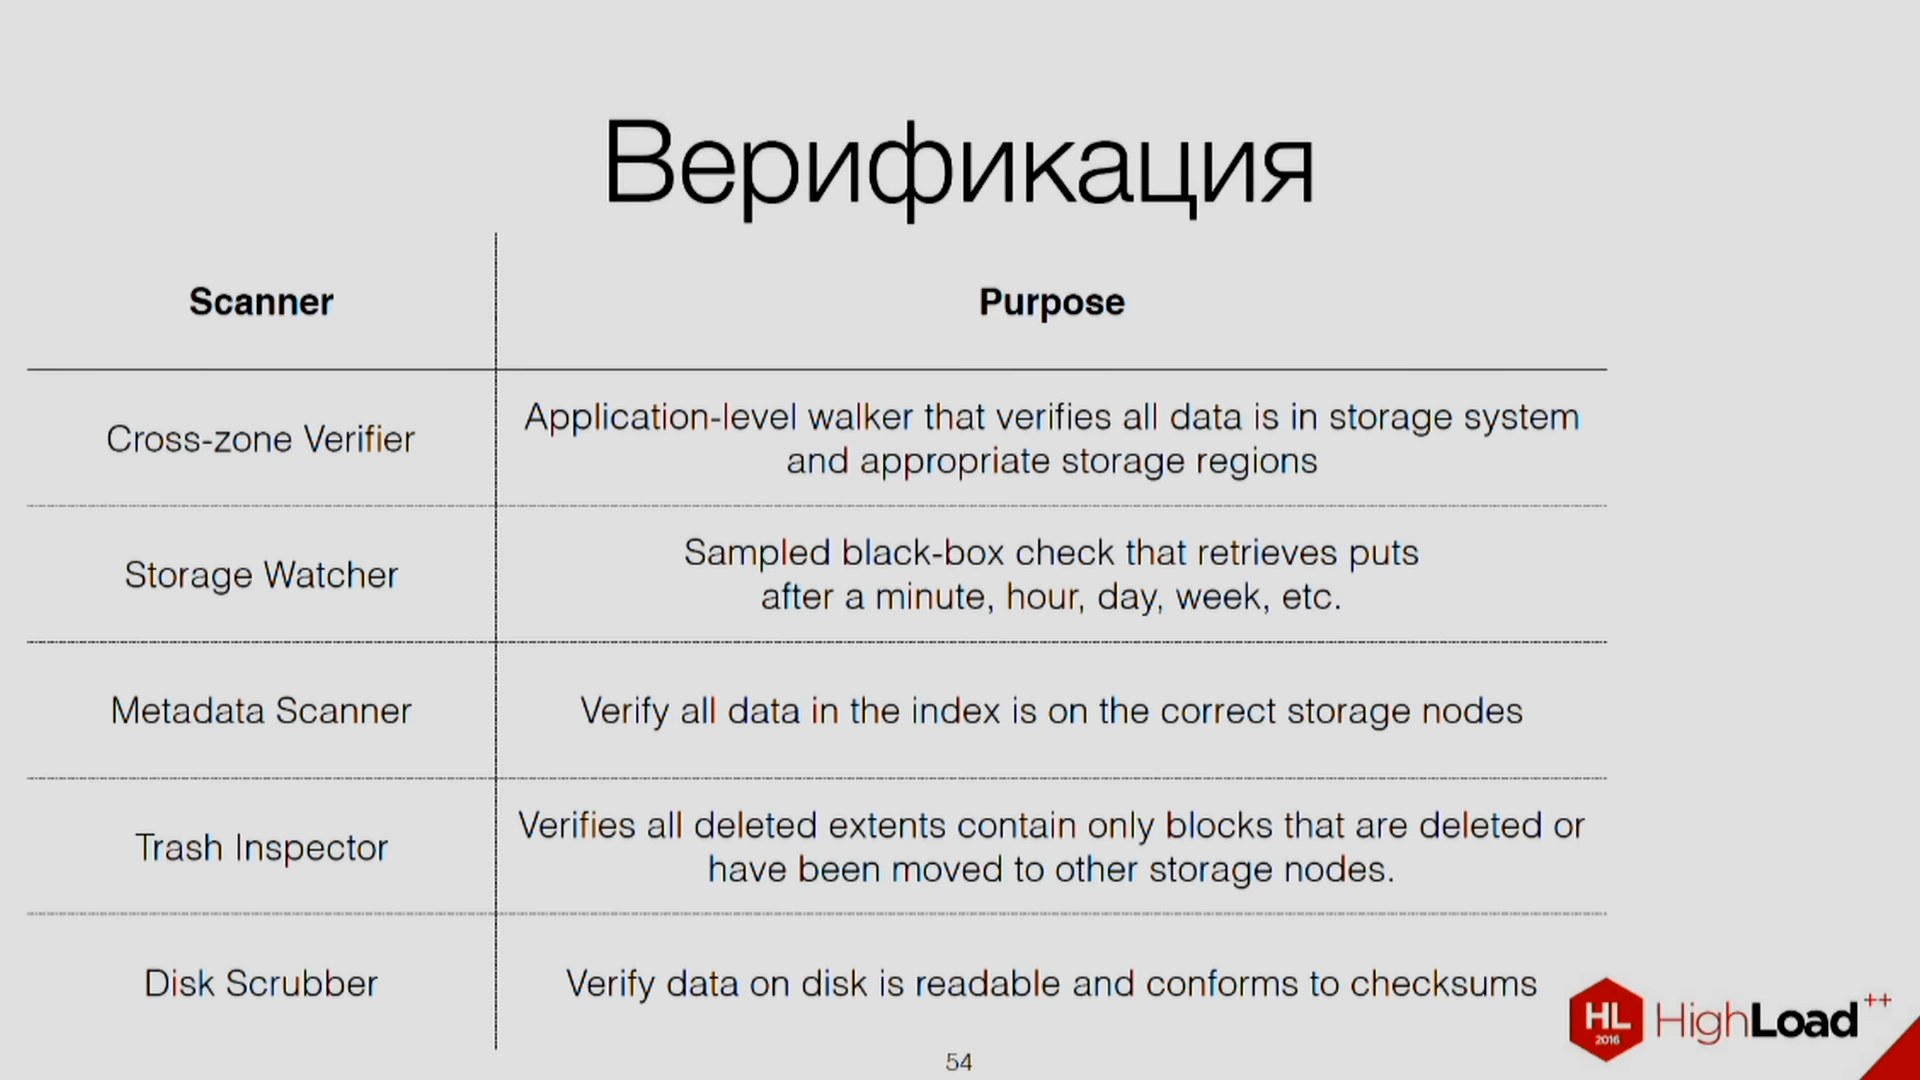 Верификация
Scanner
Purpose
Cross-zone Verifier
Application-level walker that verifies all data is in storage system
and appropriate storage regions
Storage Watcher
Sampled black-box check that retrieves puts
after a minute, hour, day, week, etc.
Metadata Scanner
Verify all data in the index is on the correct storage nodes
Trash Inspector
Verifies all deleted extents contain only blocks that are deleted or
have been moved to other storage nodes.
Disk Scrubber
Verify data on disk is readable and conforms to checksums
HL
2016
HighLoad++
54